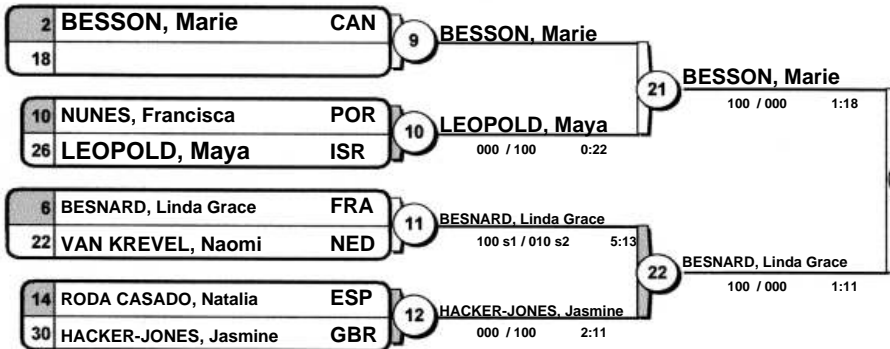 2 BESSON, Marie CAN
18
9
BESSON, Marie
10 NUNES, Francisca POR
26 LEOPOLD, Maya ISR
10
LEOPOLD, Maya
000 / 100 0:22
21
BESSON, Marie
100 / 000 1:18
6 BESNARD, Linda Grace FRA
22 VAN KREVEL, Naomi NED
11
BESNARD, Linda Grace
100 s1 / 010 s2 5:13
14 RODA CASADO, Natalia ESP
30 HACKER-JONES, Jasmine GBR
12
HACKER-JONES, Jasmine
000 / 100 2:11
22
BESNARD, Linda Grace
100 / 000 1:11